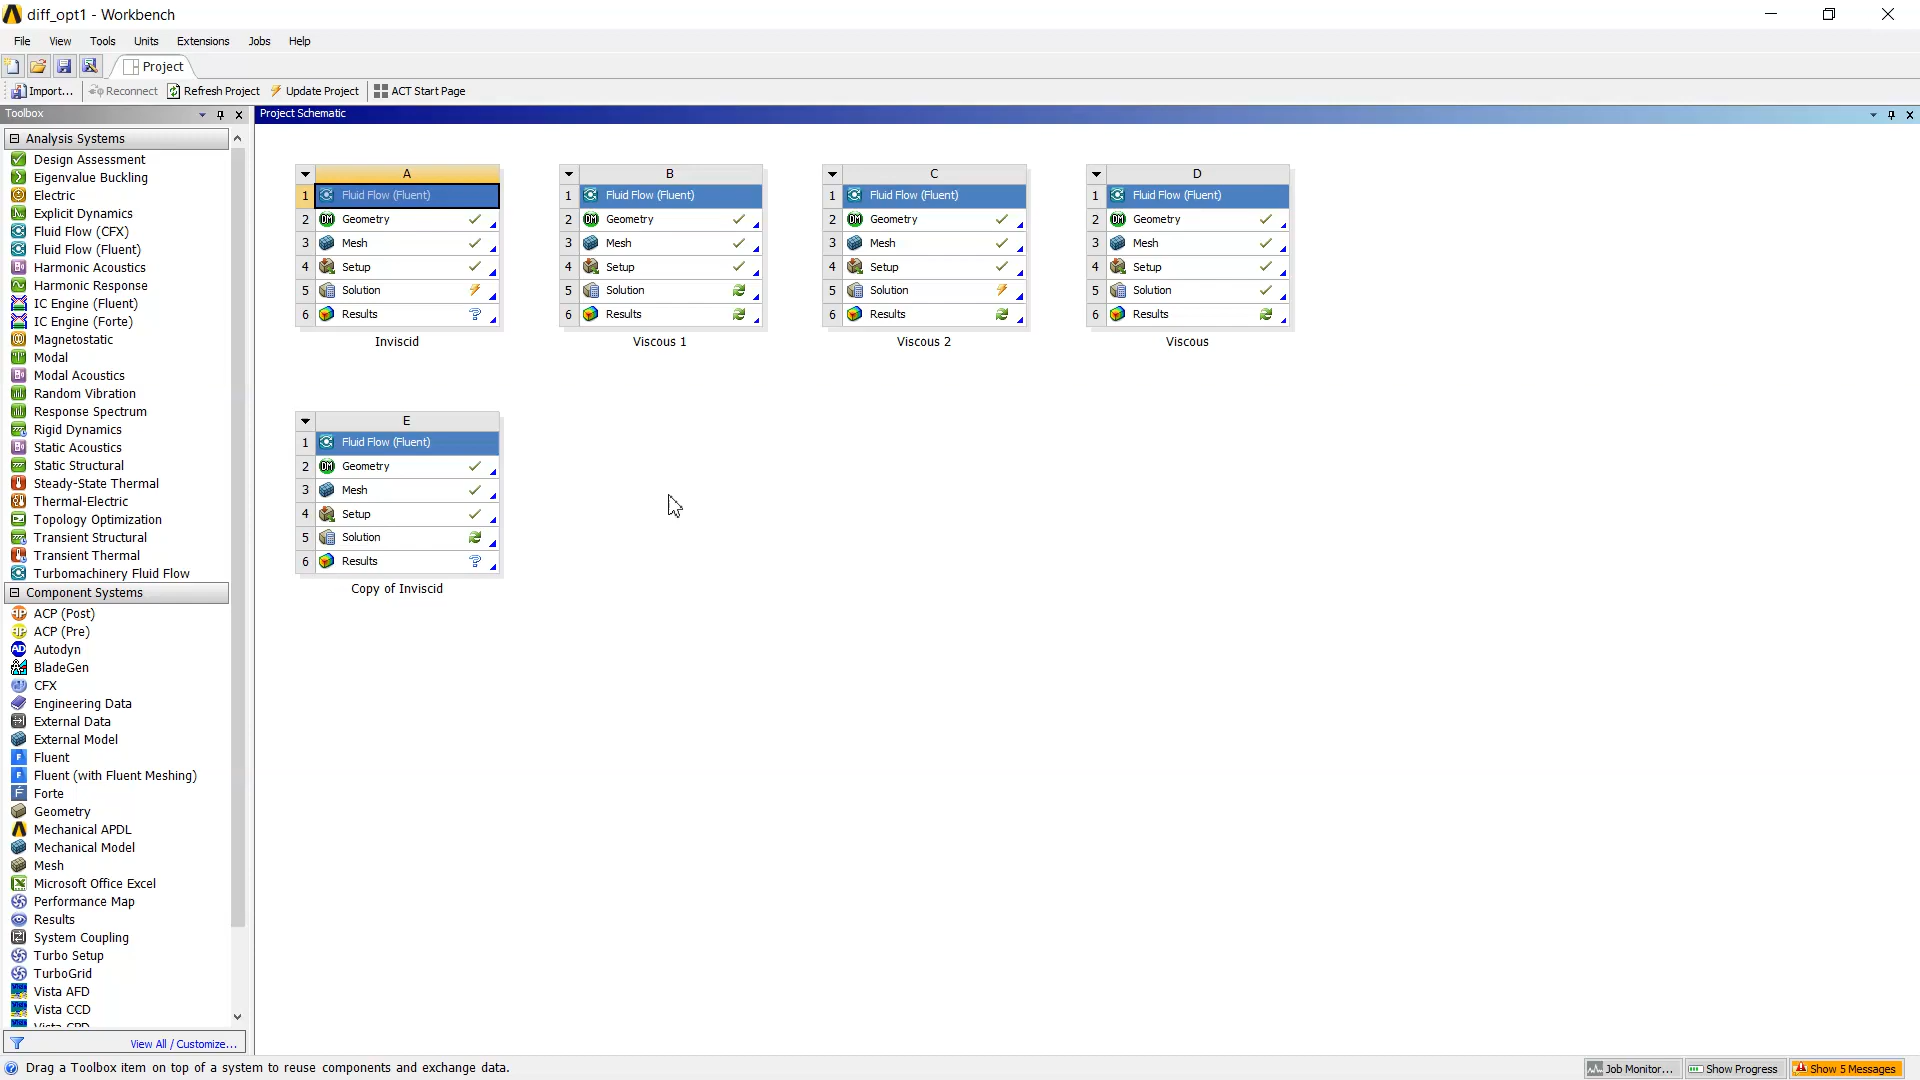 diff_opt1 - Workbench
File View Tools Units Extensions Jobs Help
Project
Import... Reconnect Refresh Project Update Project ACT Start Page
Toolbox
Analysis Systems
Design Assessment
Eigenvalue Buckling
Electric
Explicit Dynamics
Fluid Flow (CFX)
Fluid Flow (Fluent)
Harmonic Acoustics
Harmonic Response
IC Engine (Fluent)
IC Engine (Forte)
Magnetostatic
Modal
Modal Acoustics
Random Vibration
Response Spectrum
Rigid Dynamics
Static Acoustics
Static Structural
Steady-State Thermal
Thermal-Electric
Topology Optimization
Transient Structural
Transient Thermal
Turbomachinery Fluid Flow
Component Systems
ACP (Post)
ACP (Pre)
Autodyn
BladeGen
CFX
Engineering Data
External Data
External Model
Fluent
Fluent (with Fluent Meshing)
Forte
Geometry
Mechanical APDL
Mechanical Model
Mesh
Microsoft Office Excel
Performance Map
Results
System Coupling
Turbo Setup
TurboGrid
Vista AFD
Vista CCD
View All / Customize...
Project Schematic
A
1 Fluid Flow (Fluent)
2 Geometry
3 Mesh
4 Setup
5 Solution
6 Results
Inviscid
B
1 Fluid Flow (Fluent)
2 Geometry
3 Mesh
4 Setup
5 Solution
6 Results
Viscous 1
C
1 Fluid Flow (Fluent)
2 Geometry
3 Mesh
4 Setup
5 Solution
6 Results
Viscous 2
D
1 Fluid Flow (Fluent)
2 Geometry
3 Mesh
4 Setup
5 Solution
6 Results
Viscous
E
1 Fluid Flow (Fluent)
2 Geometry
3 Mesh
4 Setup
5 Solution
6 Results
Copy of Inviscid
Drag a Toolbox item on top of a system to reuse components and exchange data.
Job Monitor... Show Progress Show 5 Messages